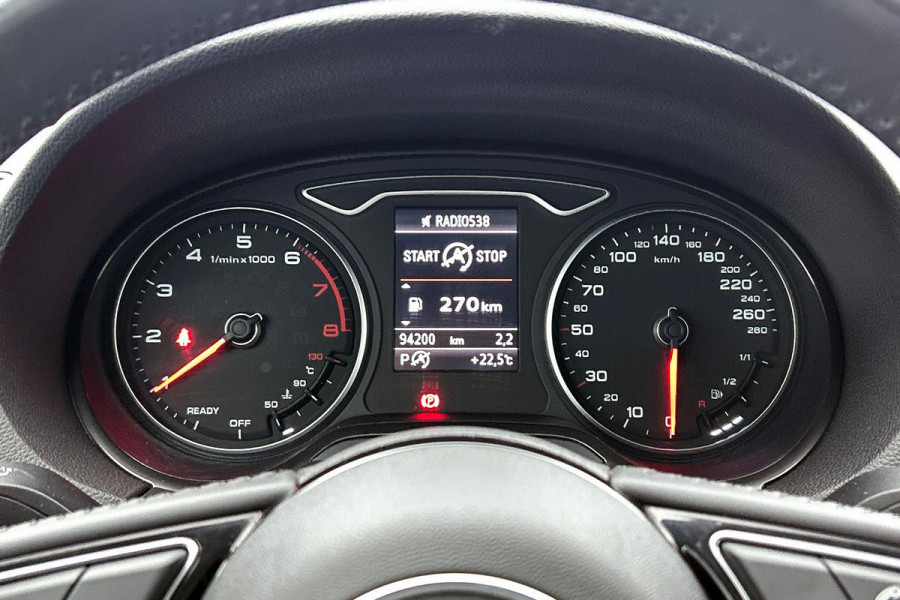 RADIO538
START A STOP
270 km
94200 km 2,2
P A +22,5°C
P
1/min x 1000
2
3
4
5
6
7
8
READY
OFF
50
90
°C
130
km/h
0
10
20
30
40
50
70
80
100
120
140
160
180
200
220
240
260
280
1/1
1/2
R